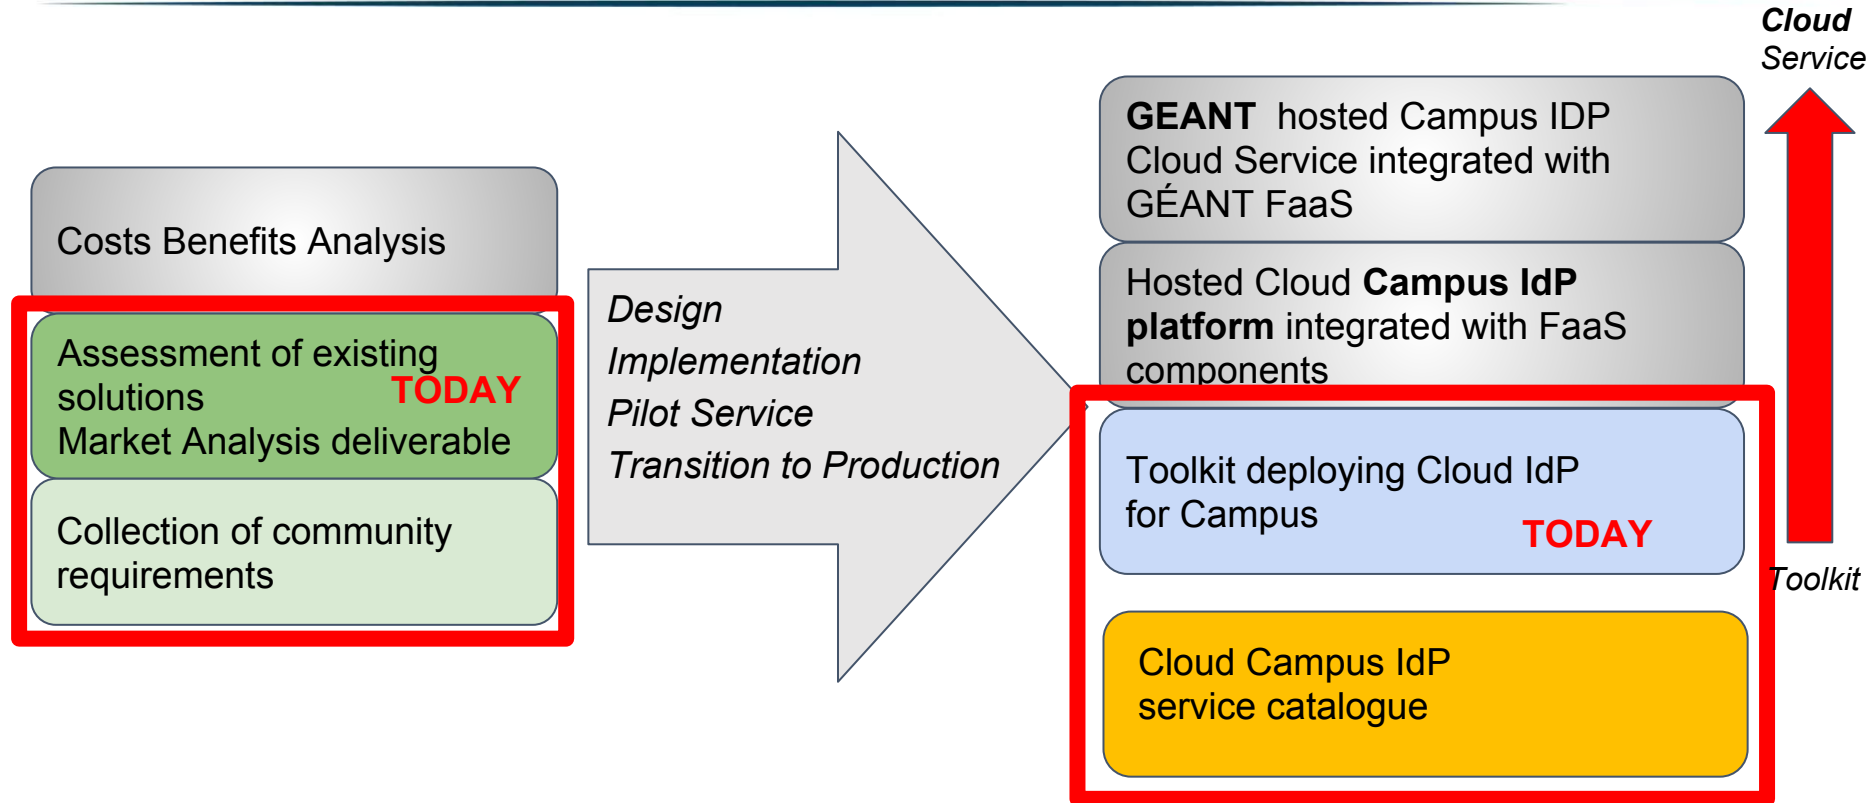 Costs Benefits Analysis
Assessment of existing
solutions
TODAY
Market Analysis deliverable
Collection of community
requirements
Design
Implementation
Pilot Service
Transition to Production
GEANT hosted Campus IDP
Cloud Service integrated with
GÉANT FaaS
Hosted Cloud Campus IdP
platform integrated with FaaS
components
Toolkit deploying Cloud IdP
for Campus
TODAY
Cloud Campus IdP
service catalogue
Cloud
Service
Toolkit